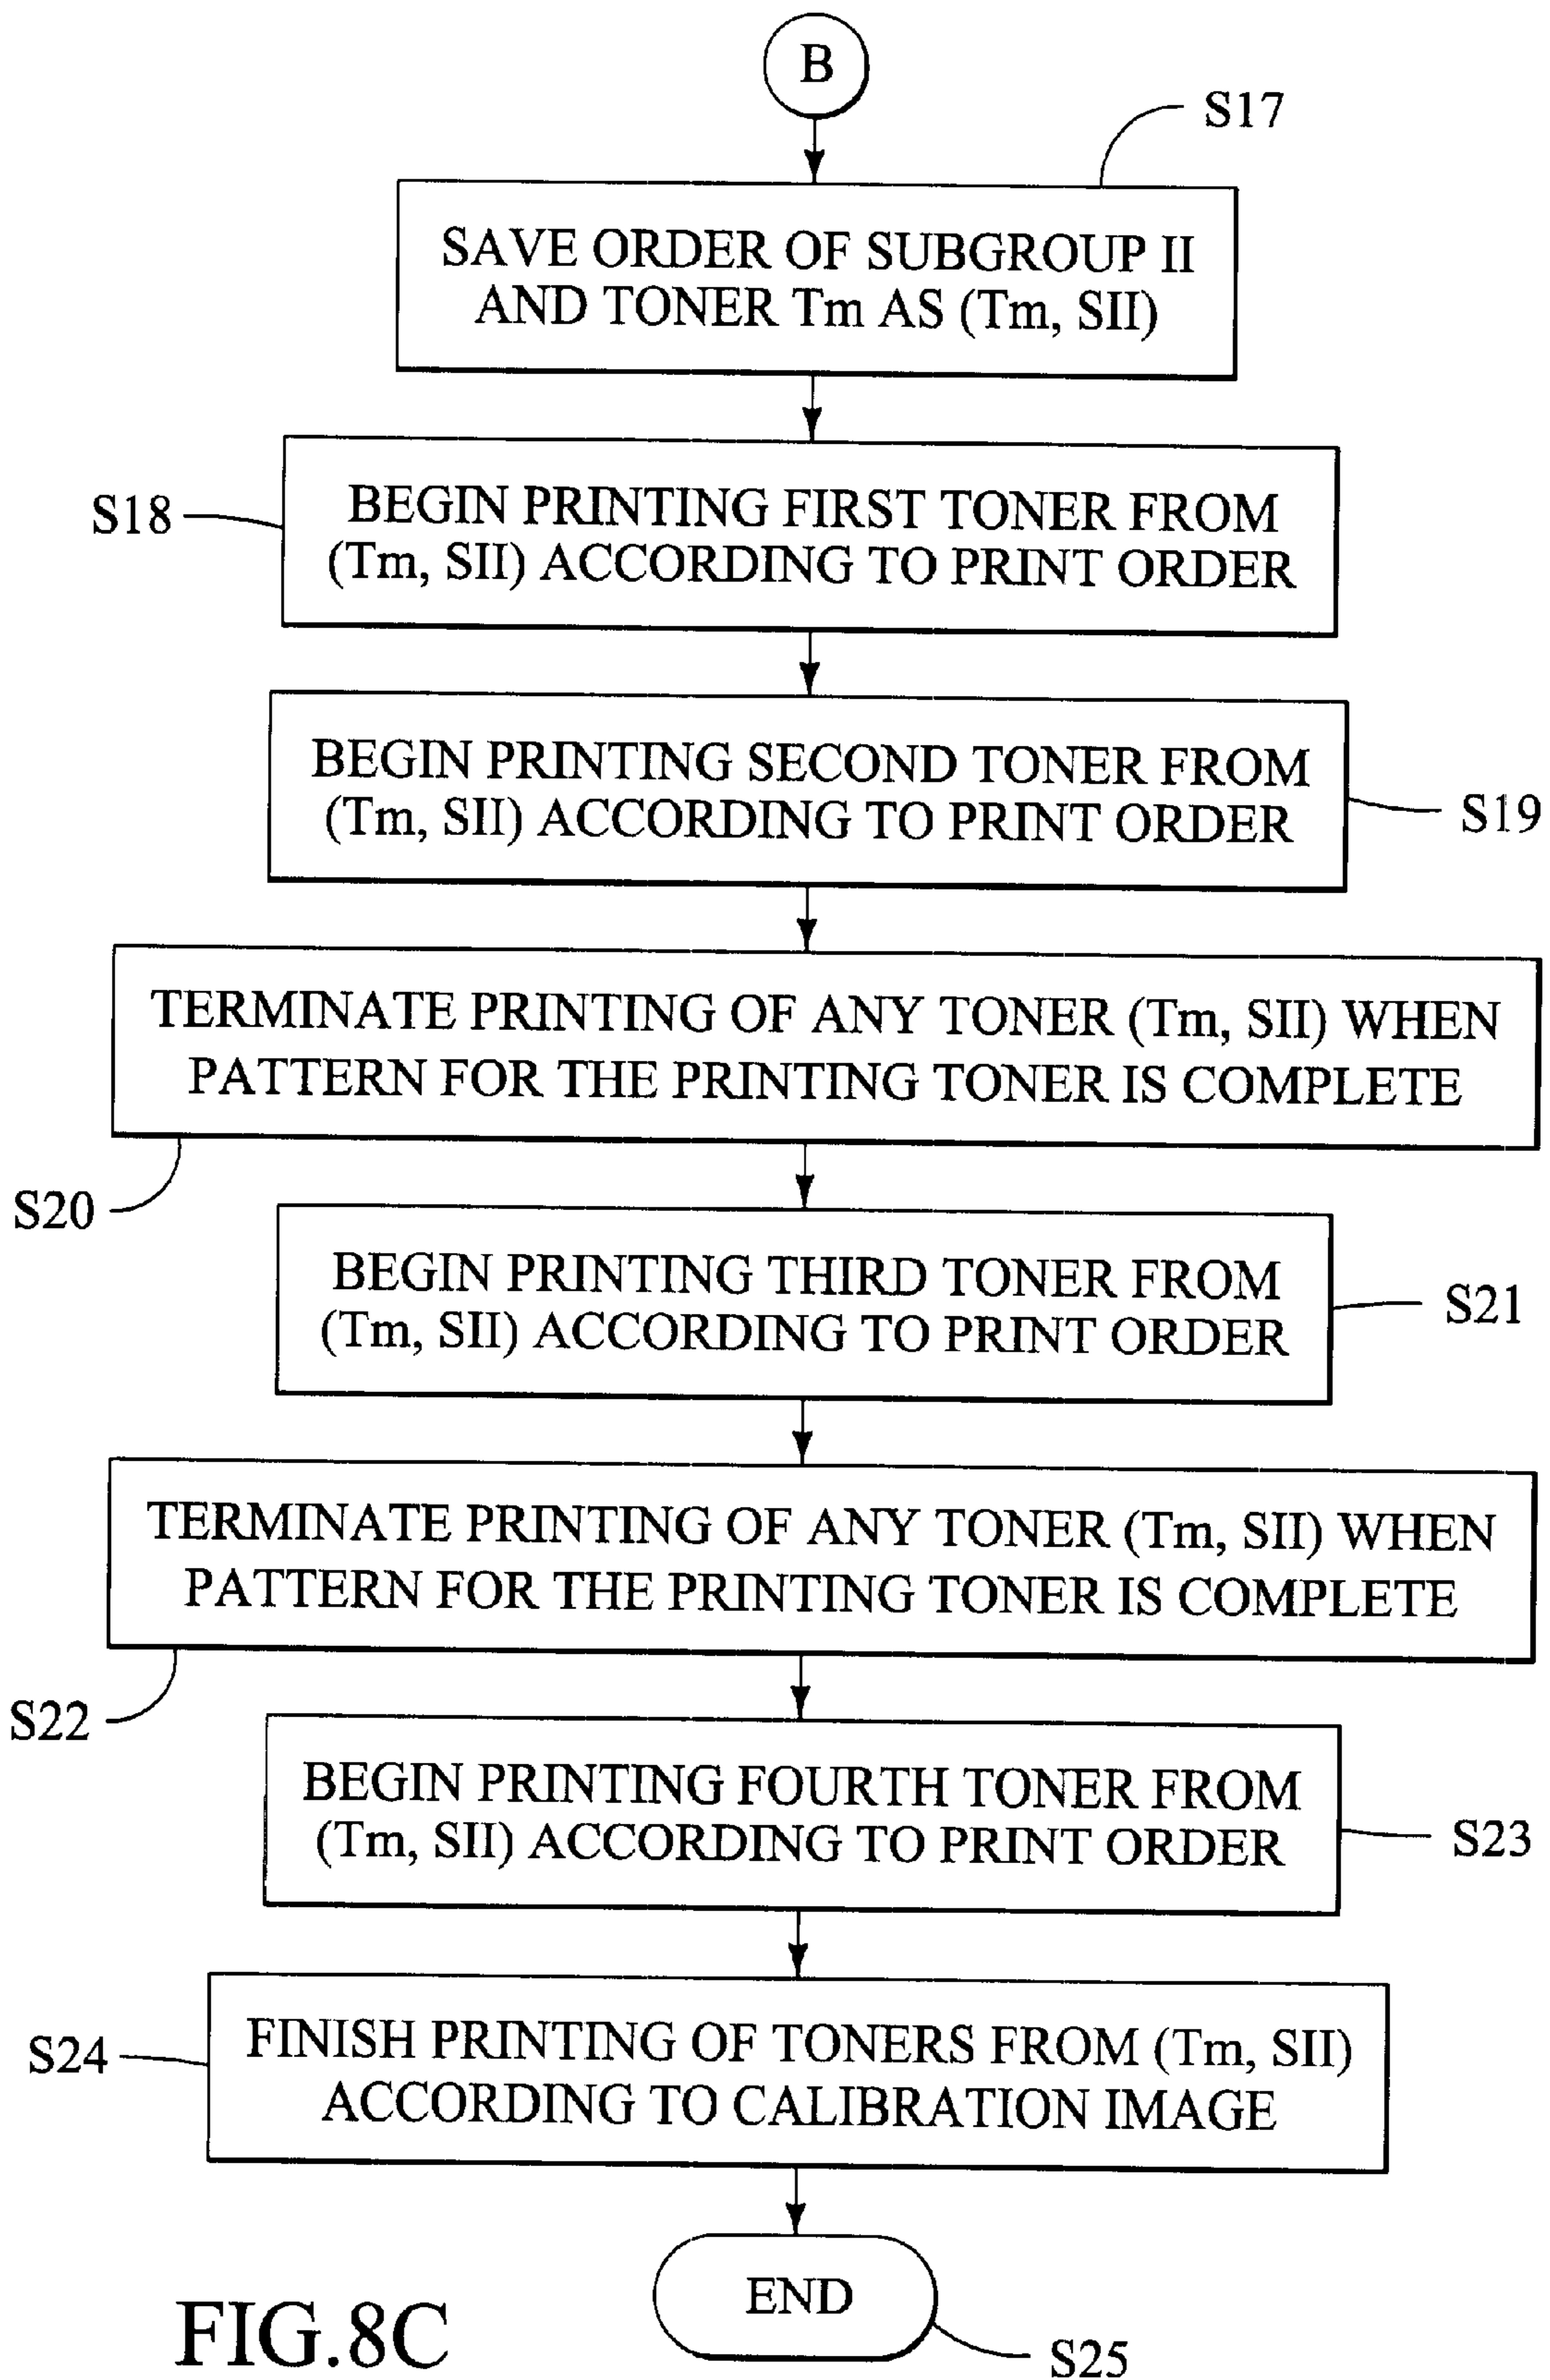 B
S17
SAVE ORDER OF SUBGROUP II
AND TONER Tm AS (Tm, SII)
S18
BEGIN PRINTING FIRST TONER FROM
(Tm, SII) ACCORDING TO PRINT ORDER
BEGIN PRINTING SECOND TONER FROM
(Tm, SII) ACCORDING TO PRINT ORDER
S19
TERMINATE PRINTING OF ANY TONER (Tm, SII) WHEN
PATTERN FOR THE PRINTING TONER IS COMPLETE
S20
BEGIN PRINTING THIRD TONER FROM
(Tm, SII) ACCORDING TO PRINT ORDER
S21
TERMINATE PRINTING OF ANY TONER (Tm, SII) WHEN
PATTERN FOR THE PRINTING TONER IS COMPLETE
S22
BEGIN PRINTING FOURTH TONER FROM
(Tm, SII) ACCORDING TO PRINT ORDER
S23
S24
FINISH PRINTING OF TONERS FROM (Tm, SII)
ACCORDING TO CALIBRATION IMAGE
END
S25
FIG.8C